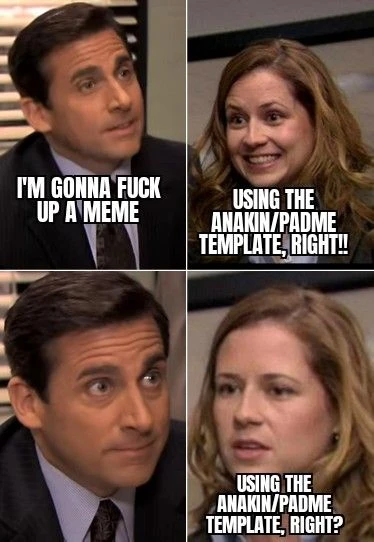 I'M GONNA FUCK
UP A MEME
USING THE
ANAKIN/PADME
TEMPLATE, RIGHT!!
USING THE
ANAKIN/PADME
TEMPLATE, RIGHT?